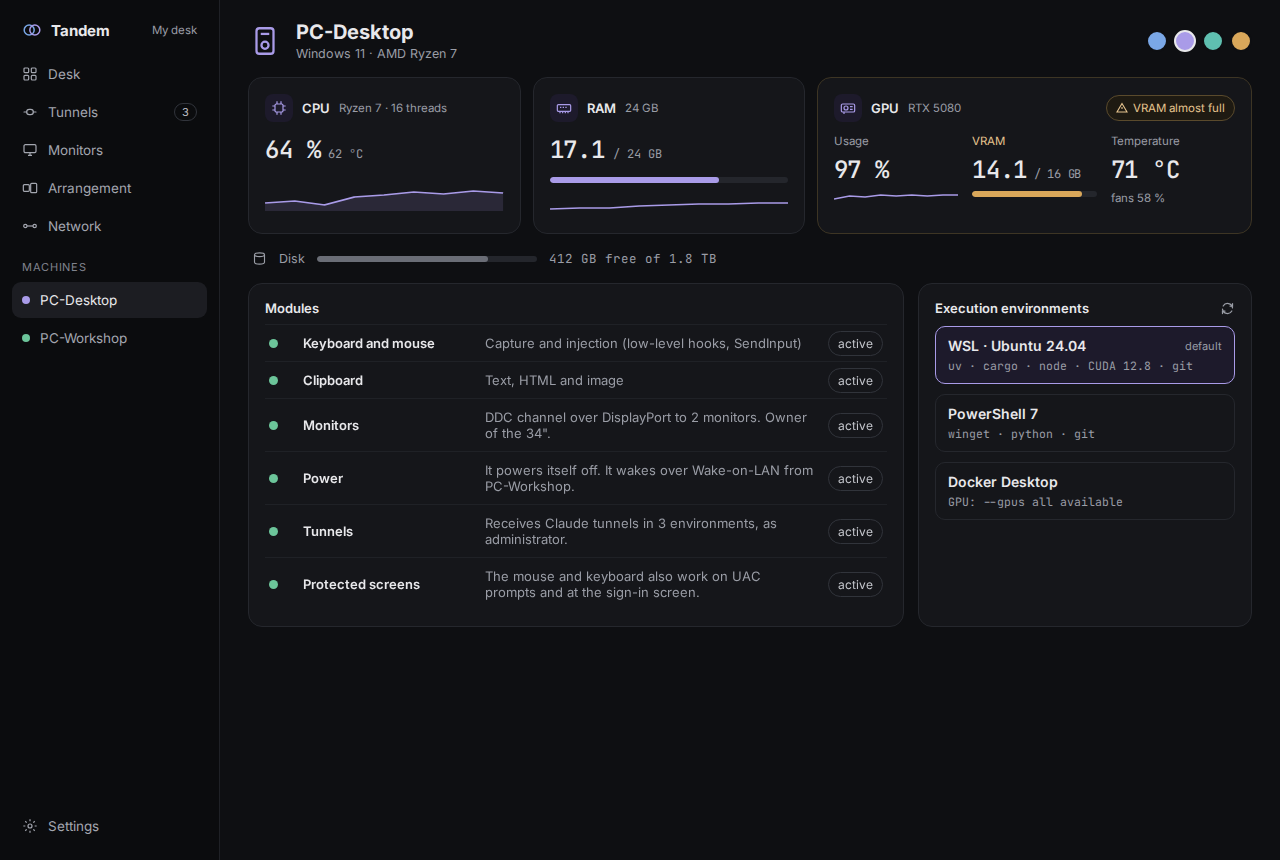 Tandem
My desk
Desk
Tunnels
3
Monitors
Arrangement
Network
MACHINES
PC-Desktop
PC-Workshop
Settings
PC-Desktop
Windows 11 · AMD Ryzen 7
CPU Ryzen 7 · 16 threads
64 % 62 °C
RAM 24 GB
17.1 / 24 GB
GPU RTX 5080
VRAM almost full
Usage
97 %
VRAM
14.1 / 16 GB
Temperature
71 °C
fans 58 %
Disk
412 GB free of 1.8 TB
Modules
Keyboard and mouse
Capture and injection (low-level hooks, SendInput)
active
Clipboard
Text, HTML and image
active
Monitors
DDC channel over DisplayPort to 2 monitors. Owner
of the 34".
active
Power
It powers itself off. It wakes over Wake-on-LAN from
PC-Workshop.
active
Tunnels
Receives Claude tunnels in 3 environments, as
administrator.
active
Protected screens
The mouse and keyboard also work on UAC
prompts and at the sign-in screen.
active
Execution environments
WSL · Ubuntu 24.04
default
uv · cargo · node · CUDA 12.8 · git
PowerShell 7
winget · python · git
Docker Desktop
GPU: --gpus all available